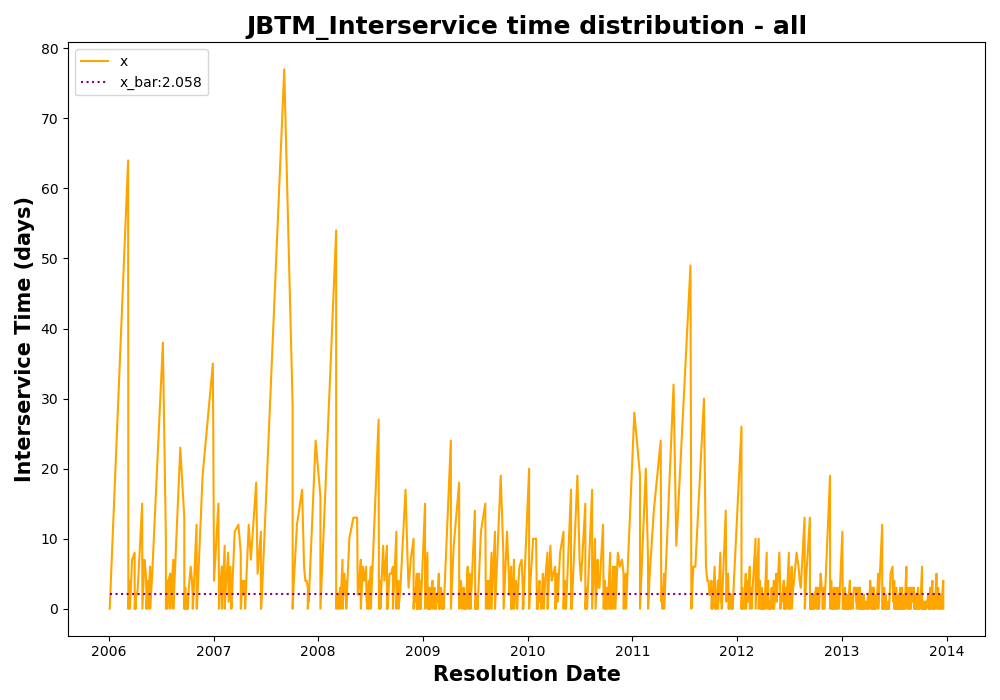 JBTM_Interservice time distribution - all
x
x_bar:2.058
Interservice Time (days)
80
70
60
50
40
30
20
10
0
2006 2007 2008 2009 2010 2011 2012 2013 2014
Resolution Date